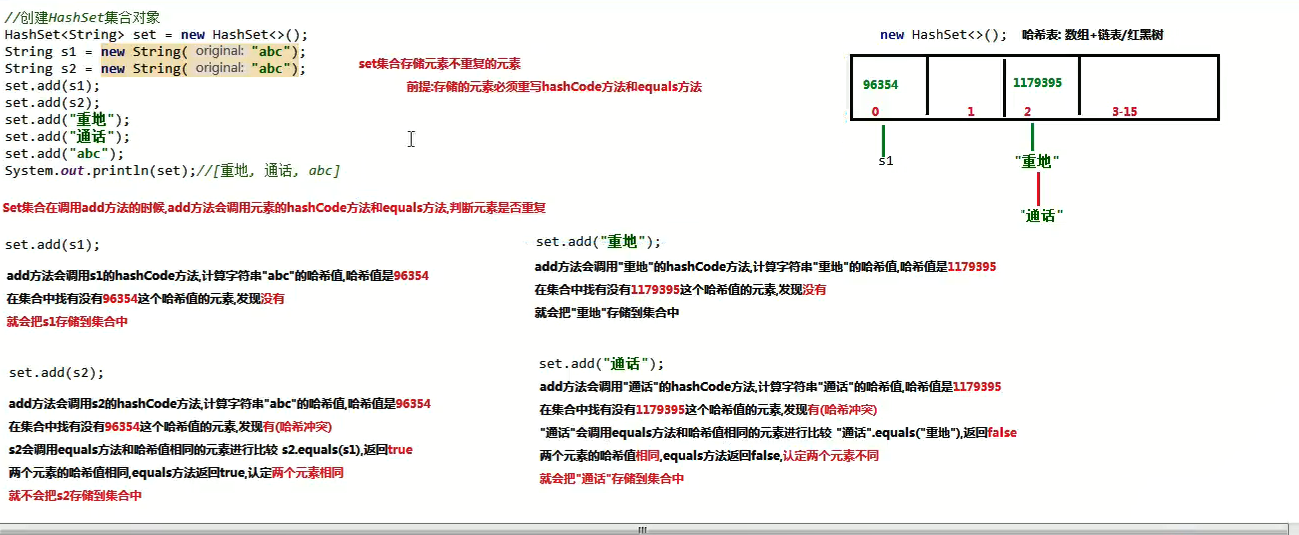 //创建HashSet集合对象
HashSet<String> set = new HashSet<>();
String s1 = new String( original: "abc");
String s2 = new String( original: "abc");
set.add(s1);
set.add(s2);
set.add("重地");
set.add("通话");
set.add("abc");
System.out.println(set);//[重地, 通话, abc]
set集合存储元素不重复的元素
前提:存储的元素必须重写hashCode方法和equals方法
new HashSet<>(); 哈希表: 数组+链表/红黑树
96354
1179395
0
1
2
3-15
s1
"重地"
"通话"
Set集合在调用add方法的时候,add方法会调用元素的hashCode方法和equals方法,判断元素是否重复
set.add(s1);
add方法会调用s1的hashCode方法,计算字符串"abc"的哈希值,哈希值是96354
在集合中找有没有96354这个哈希值的元素,发现没有
就会把s1存储到集合中
set.add(s2);
add方法会调用s2的hashCode方法,计算字符串"abc"的哈希值,哈希值是96354
在集合中找有没有96354这个哈希值的元素,发现有(哈希冲突)
s2会调用equals方法和哈希值相同的元素进行比较 s2.equals(s1),返回true
两个元素的哈希值相同,equals方法返回true,认定两个元素相同
就不会把s2存储到集合中
set.add("重地");
add方法会调用"重地"的hashCode方法,计算字符串"重地"的哈希值,哈希值是1179395
在集合中找有没有1179395这个哈希值的元素,发现没有
就会把"重地"存储到集合中
set.add("通话");
add方法会调用"通话"的hashCode方法,计算字符串"通话"的哈希值,哈希值是1179395
在集合中找有没有1179395这个哈希值的元素,发现有(哈希冲突)
"通话"会调用equals方法和哈希值相同的元素进行比较 "通话".equals("重地"),返回false
两个元素的哈希值相同,equals方法返回false,认定两个元素不同
就会把"通话"存储到集合中